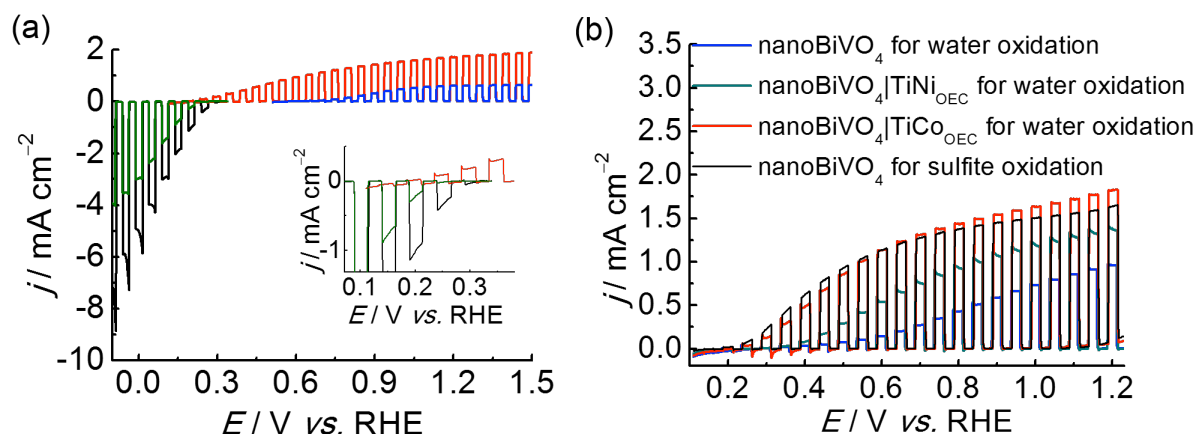 (a)
2
0
-2
-4
-6
-8
-10
j / mA cm⁻²
0.0 0.3 0.6 0.9 1.2 1.5
E / V vs. RHE
0
-1
j / mA cm⁻²
0.1 0.2 0.3
E / V vs. RHE
(b)
3.5
3.0
2.5
2.0
1.5
1.0
0.5
0.0
j / mA cm⁻²
nanoBiVO₄ for water oxidation
nanoBiVO₄|TiNi_OEC for water oxidation
nanoBiVO₄|TiCo_OEC for water oxidation
nanoBiVO₄ for sulfite oxidation
0.2 0.4 0.6 0.8 1.0 1.2
E / V vs. RHE